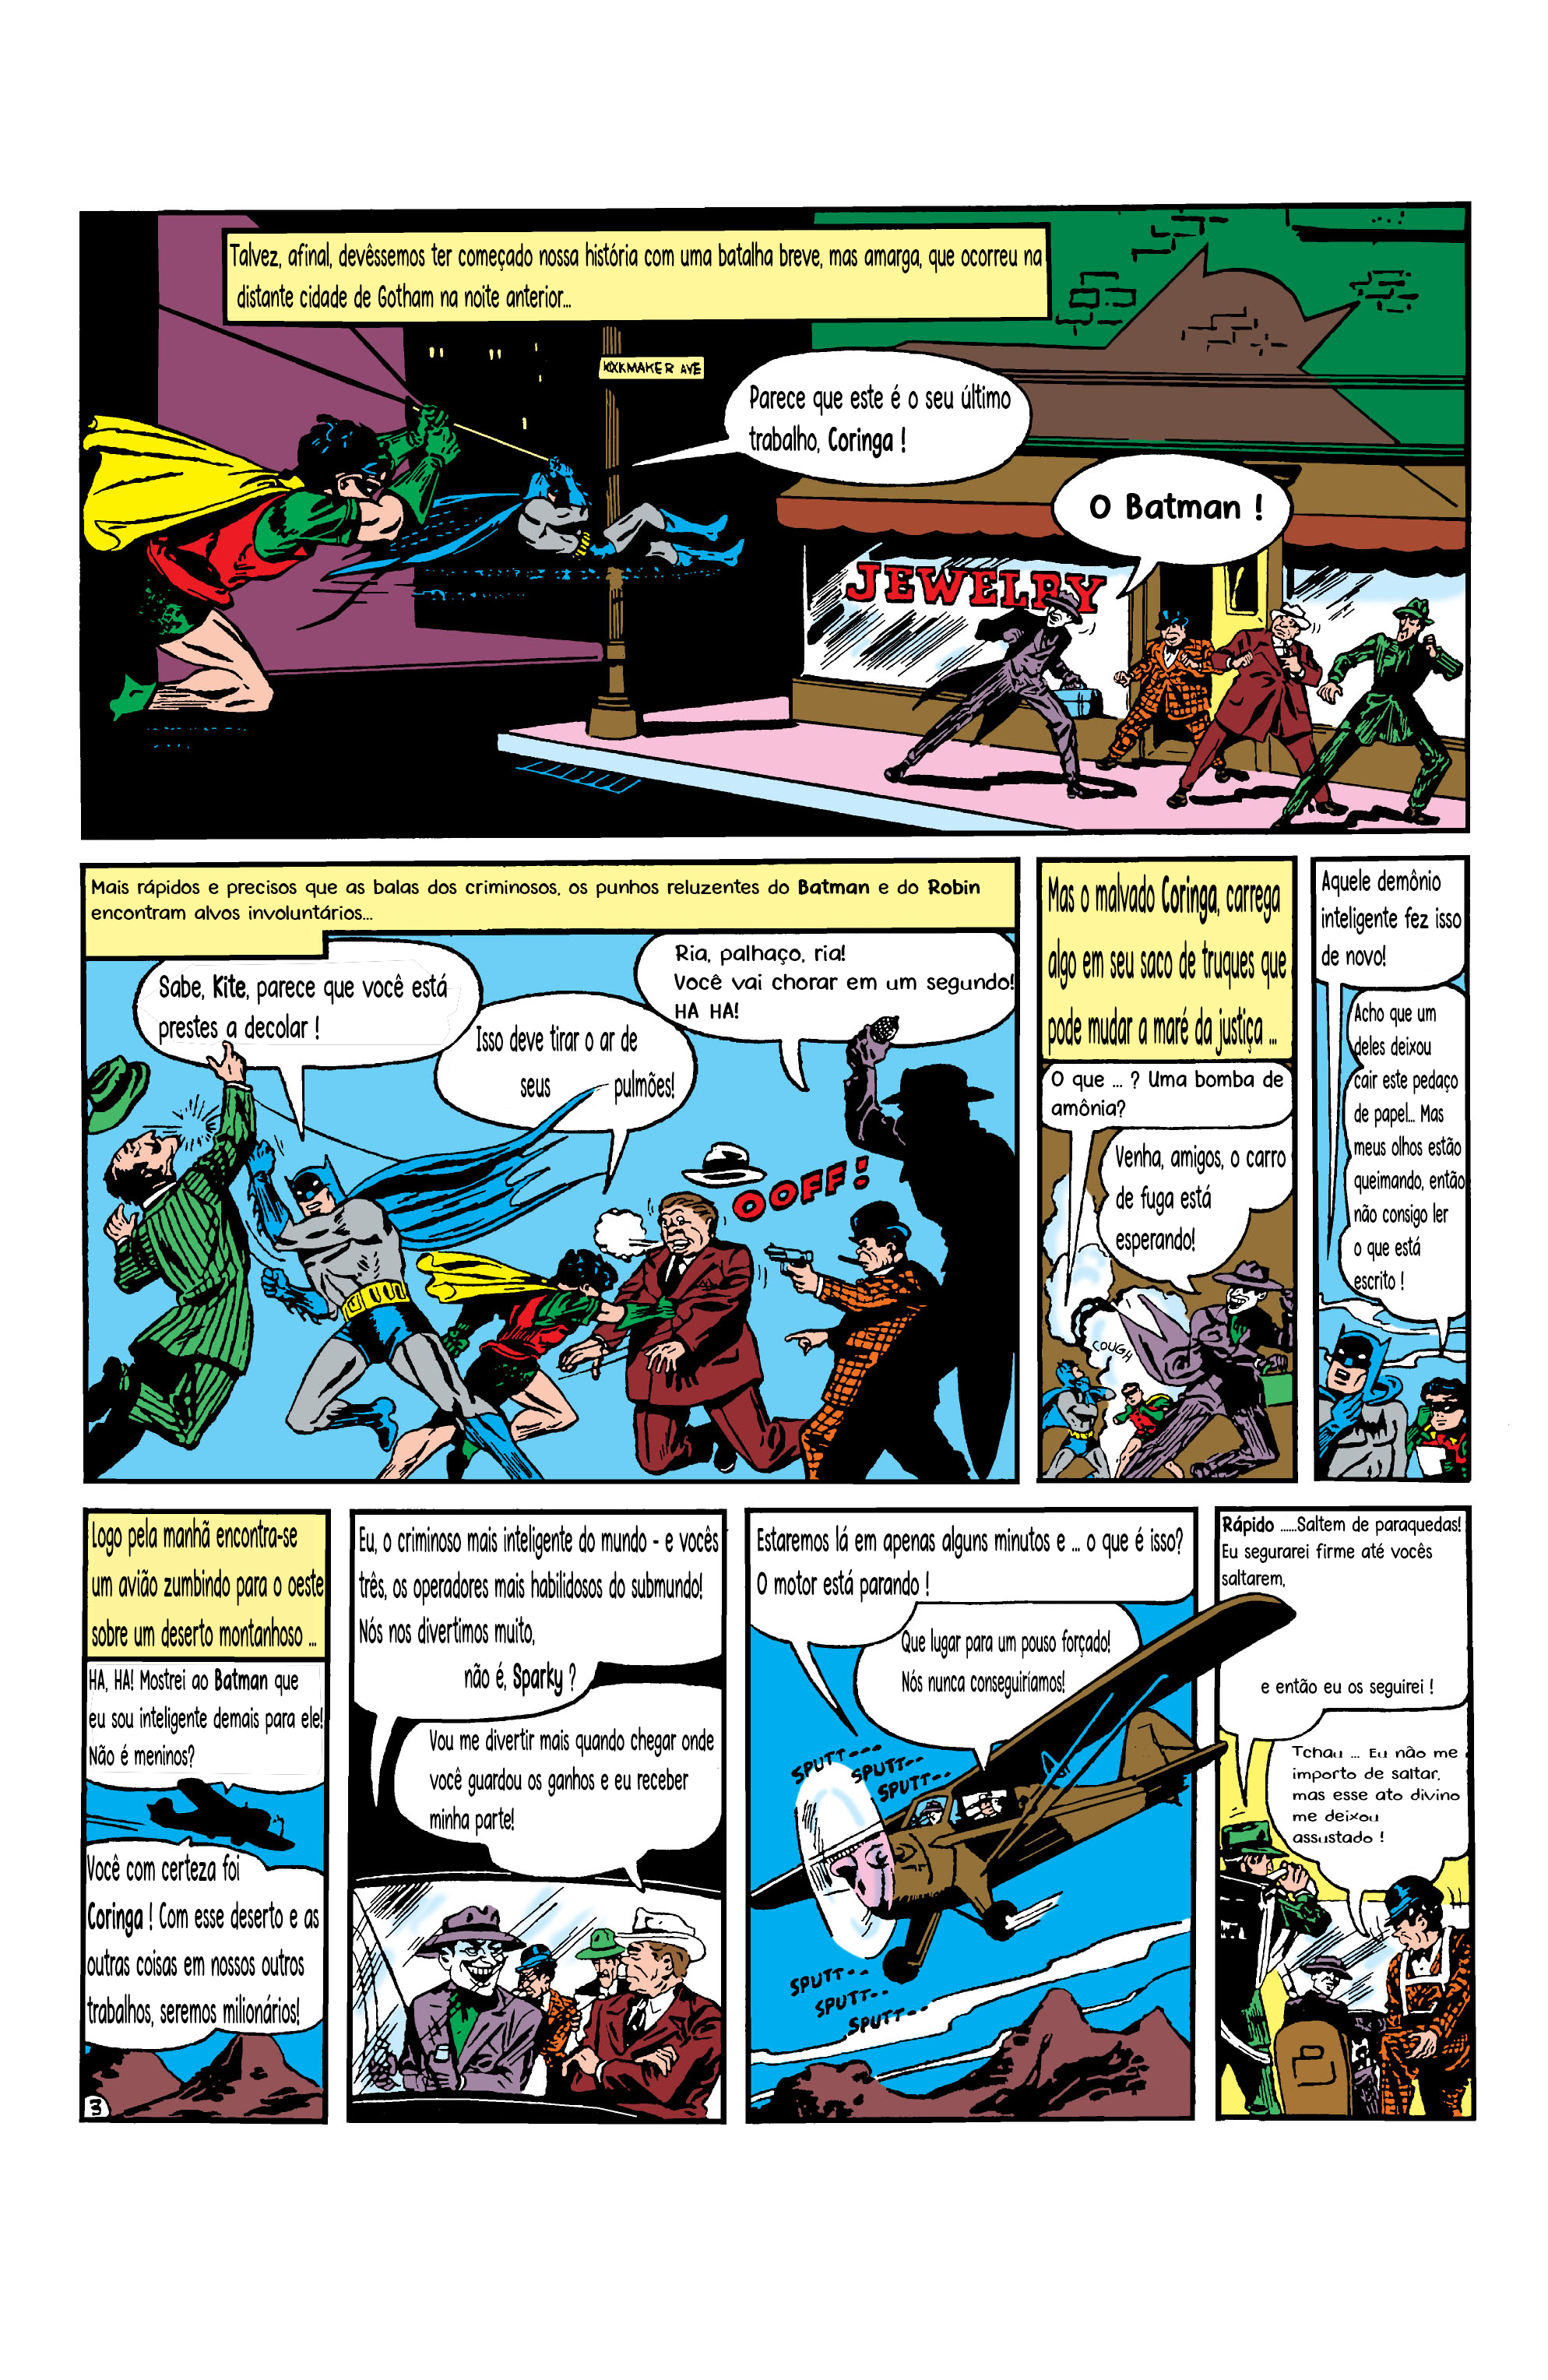 Talvez, afinal, devêssemos ter começado nossa história com uma batalha breve, mas amarga, que ocorreu na
distante cidade de Gotham na noite anterior...
MAKER AVE
Parece que este é o seu último
trabalho, Coringa !
O Batman !
JEWELRY
Mais rápidos e precisos que as balas dos criminosos, os punhos reluzentes do Batman e do Robin
encontram alvos involuntários...
Sabe, Kite, parece que você está
prestes a decolar !
Isso deve tirar o ar de
seus pulmões!
Ria, palhaço, ria!
Você vai chorar em um segundo!
HA HA!
OOFF!
Mas o malvado Coringa, carrega
algo em seu saco de truques que
pode mudar a maré da justiça ...
O que ... ? Uma bomba de
amônia?
Venha, amigos, o carro
de fuga está
esperando!
COUGH
Aquele demônio
inteligente fez isso
de novo!
Acho que um
deles deixou
cair este pedaço
de papel... Mas
meus olhos estão
queimando, então
não consigo ler
o que está
escrito !
Logo pela manhã encontra-se
um avião zumbindo para o oeste
sobre um deserto montanhoso ...
HA, HA! Mostrei ao Batman que
eu sou inteligente demais para ele!
Não é meninos?
Você com certeza foi
Coringa ! Com esse deserto e as
outras coisas em nossos outros
trabalhos, seremos milionários!
3
Eu, o criminoso mais inteligente do mundo - e vocês
três, os operadores mais habilidosos do submundo!
Nós nos divertimos muito,
não é, Sparky ?
Vou me divertir mais quando chegar onde
você guardou os ganhos e eu receber
minha parte!
Estaremos lá em apenas alguns minutos e ... o que é isso?
O motor está parando !
Que lugar para um pouso forçado!
Nós nunca conseguiríamos!
SPUTT---
SPUTT--
SPUTT--
SPUTT--
SPUTT--
SPUTT--
Rápido ......Saltem de paraquedas!
Eu segurarei firme até vocês
saltarem,
e então eu os seguirei !
Tchau ... Eu não me
importo de saltar,
mas esse ato divino
me deixou
assustado !